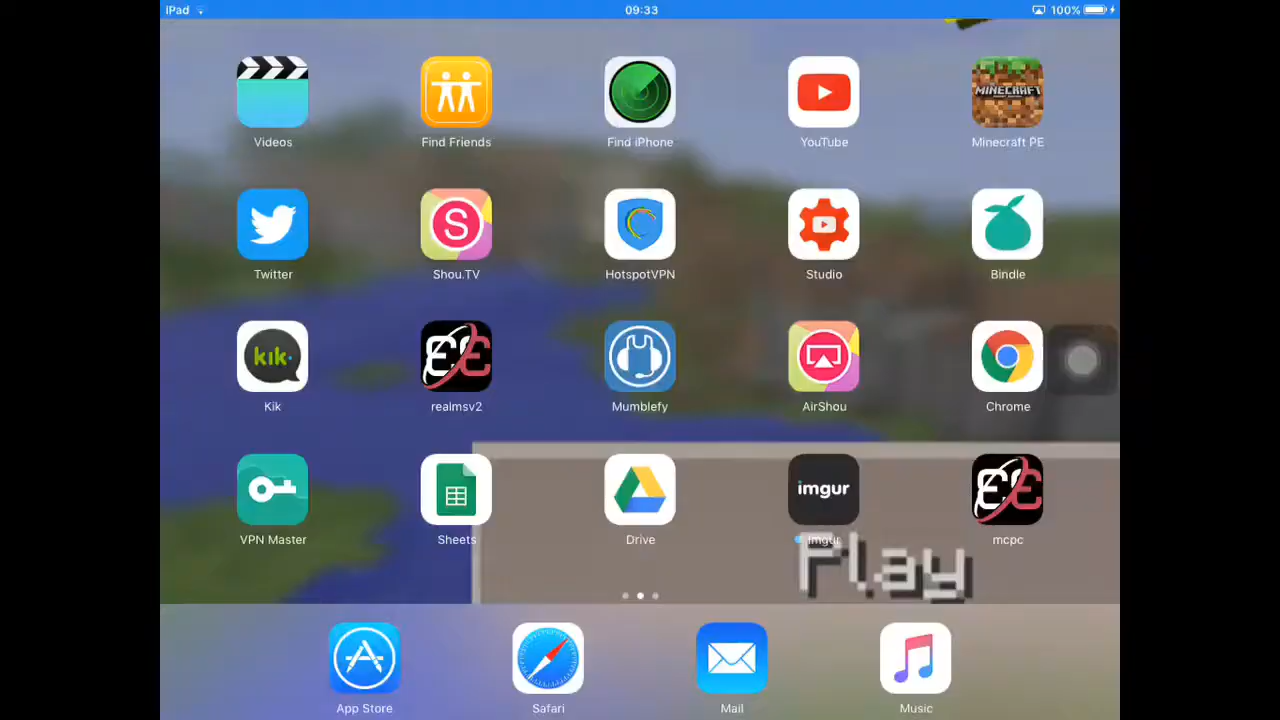 iPad 09:33 100%
MINECRAFT
Videos Find Friends Find iPhone YouTube Minecraft PE
S
Twitter Shou.TV HotspotVPN Studio Bindle
kik·
Kik realmsv2 Mumblefy AirShou Chrome
imgur
VPN Master Sheets Drive imgur mcpc
Play
App Store Safari Mail Music